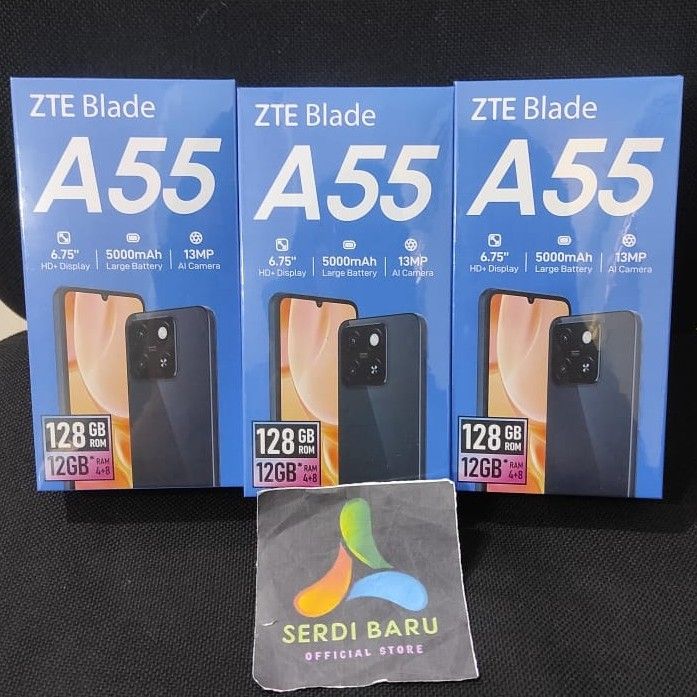 ZTE Blade
A55
6.75"
HD+ Display
5000mAh
Large Battery
13MP
AI Camera
128 GB ROM
12GB* RAM 4+8
ZTE Blade
A55
6.75"
HD+ Display
5000mAh
Large Battery
13MP
AI Camera
128 GB ROM
12GB* RAM 4+8
ZTE Blade
A55
6.75"
HD+ Display
5000mAh
Large Battery
13MP
AI Camera
128 GB ROM
12GB* RAM 4+8
SERDI BARU
OFFICIAL STORE